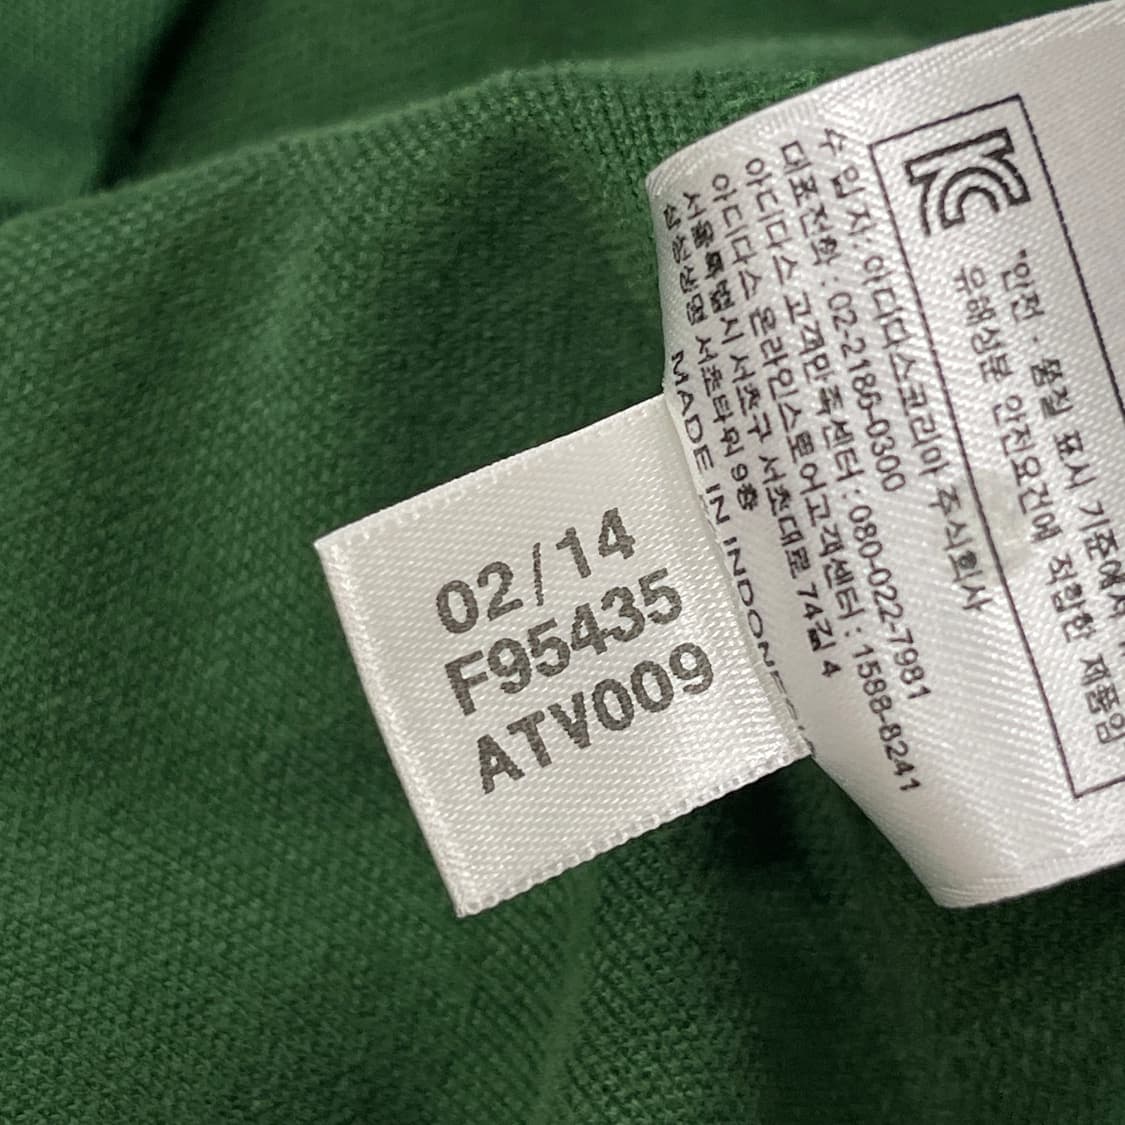 02/14
F95435
ATV009
"안전·품질 표시 기준에서
유해성분 안전요건에 적합한 제품임
수입자: 아디다스코리아 주식회사
대표전화: 02-2186-0300
아디다스 고객만족센터: 080-022-7981
아디다스 온라인스토어고객센터: 1588-8241
서울특별시 서초구 서초대로 74길 4
삼성생명 서초타워 9층
MADE IN INDONESIA